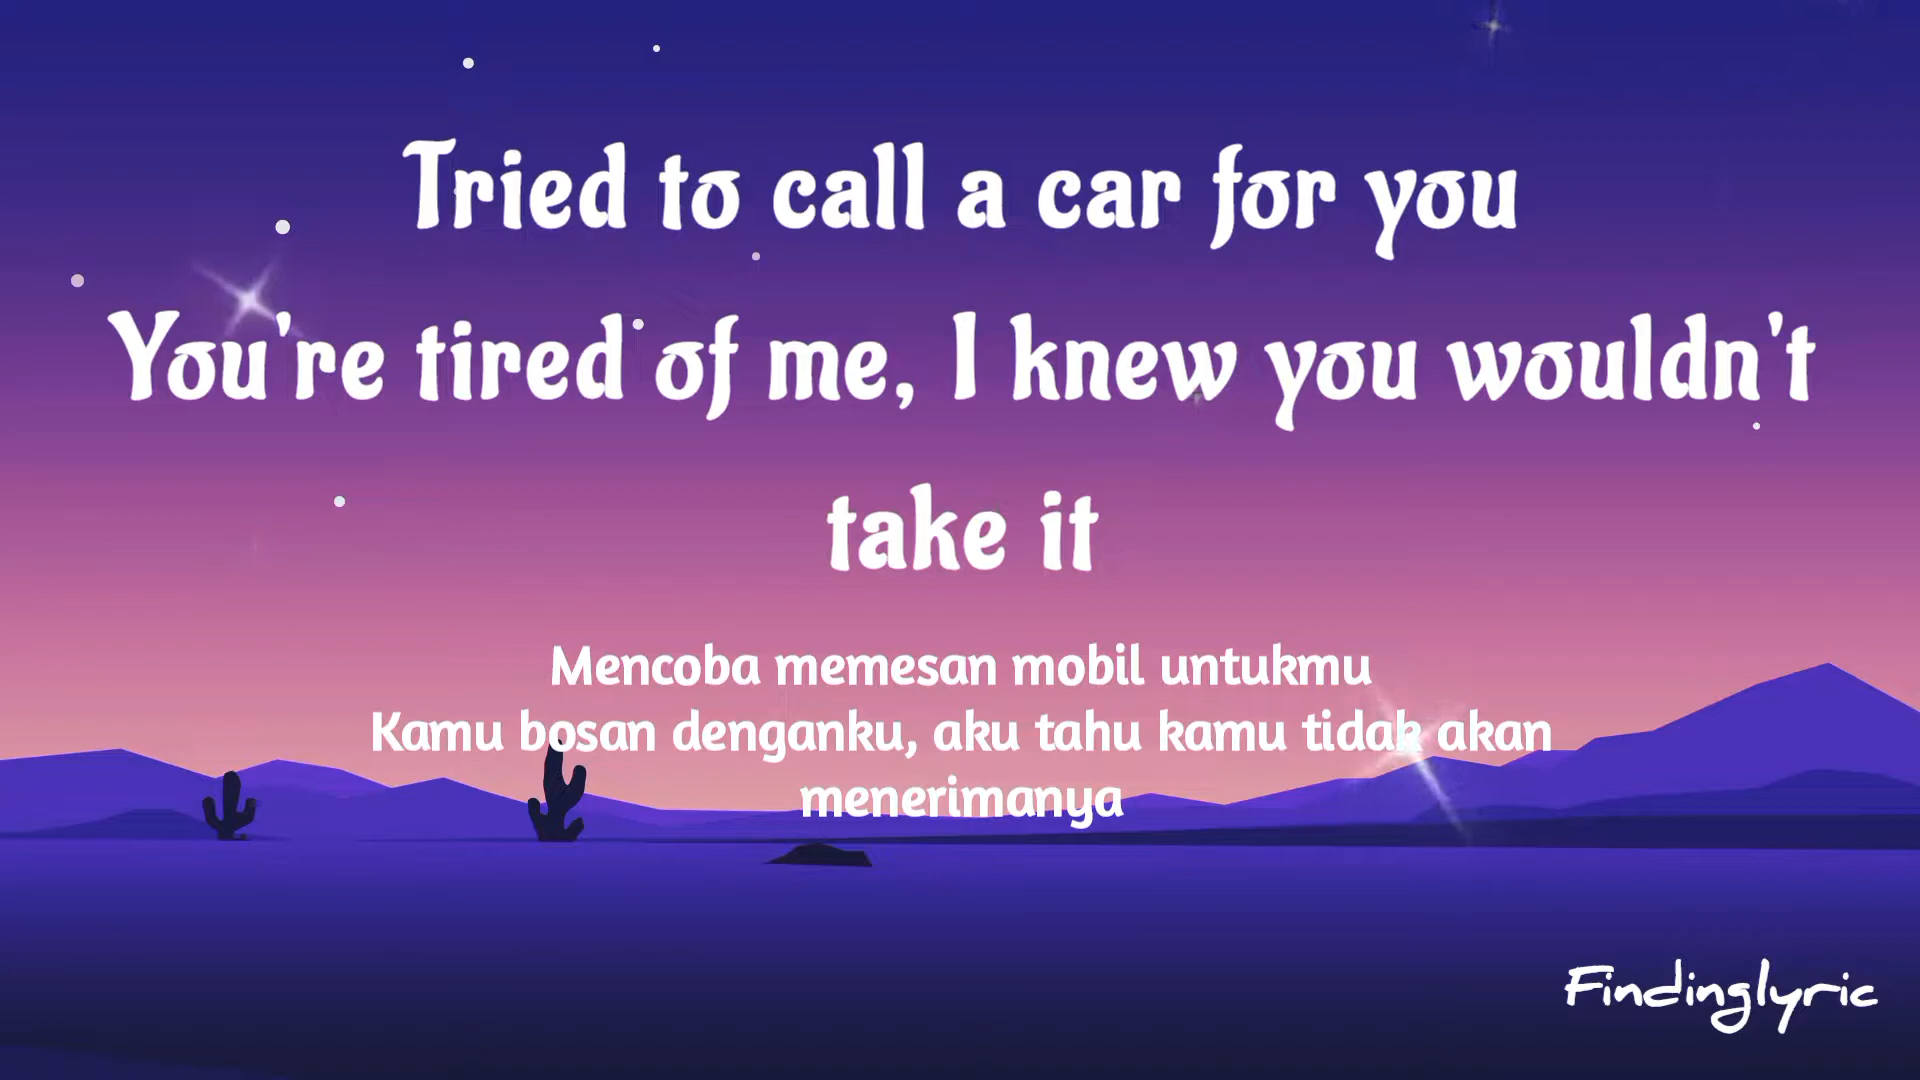 Tried to call a car for you
You're tired of me, I knew you wouldn't
take it
Mencoba memesan mobil untukmu
Kamu bosan denganku, aku tahu kamu tidak akan
menerimanya
Findinglyric